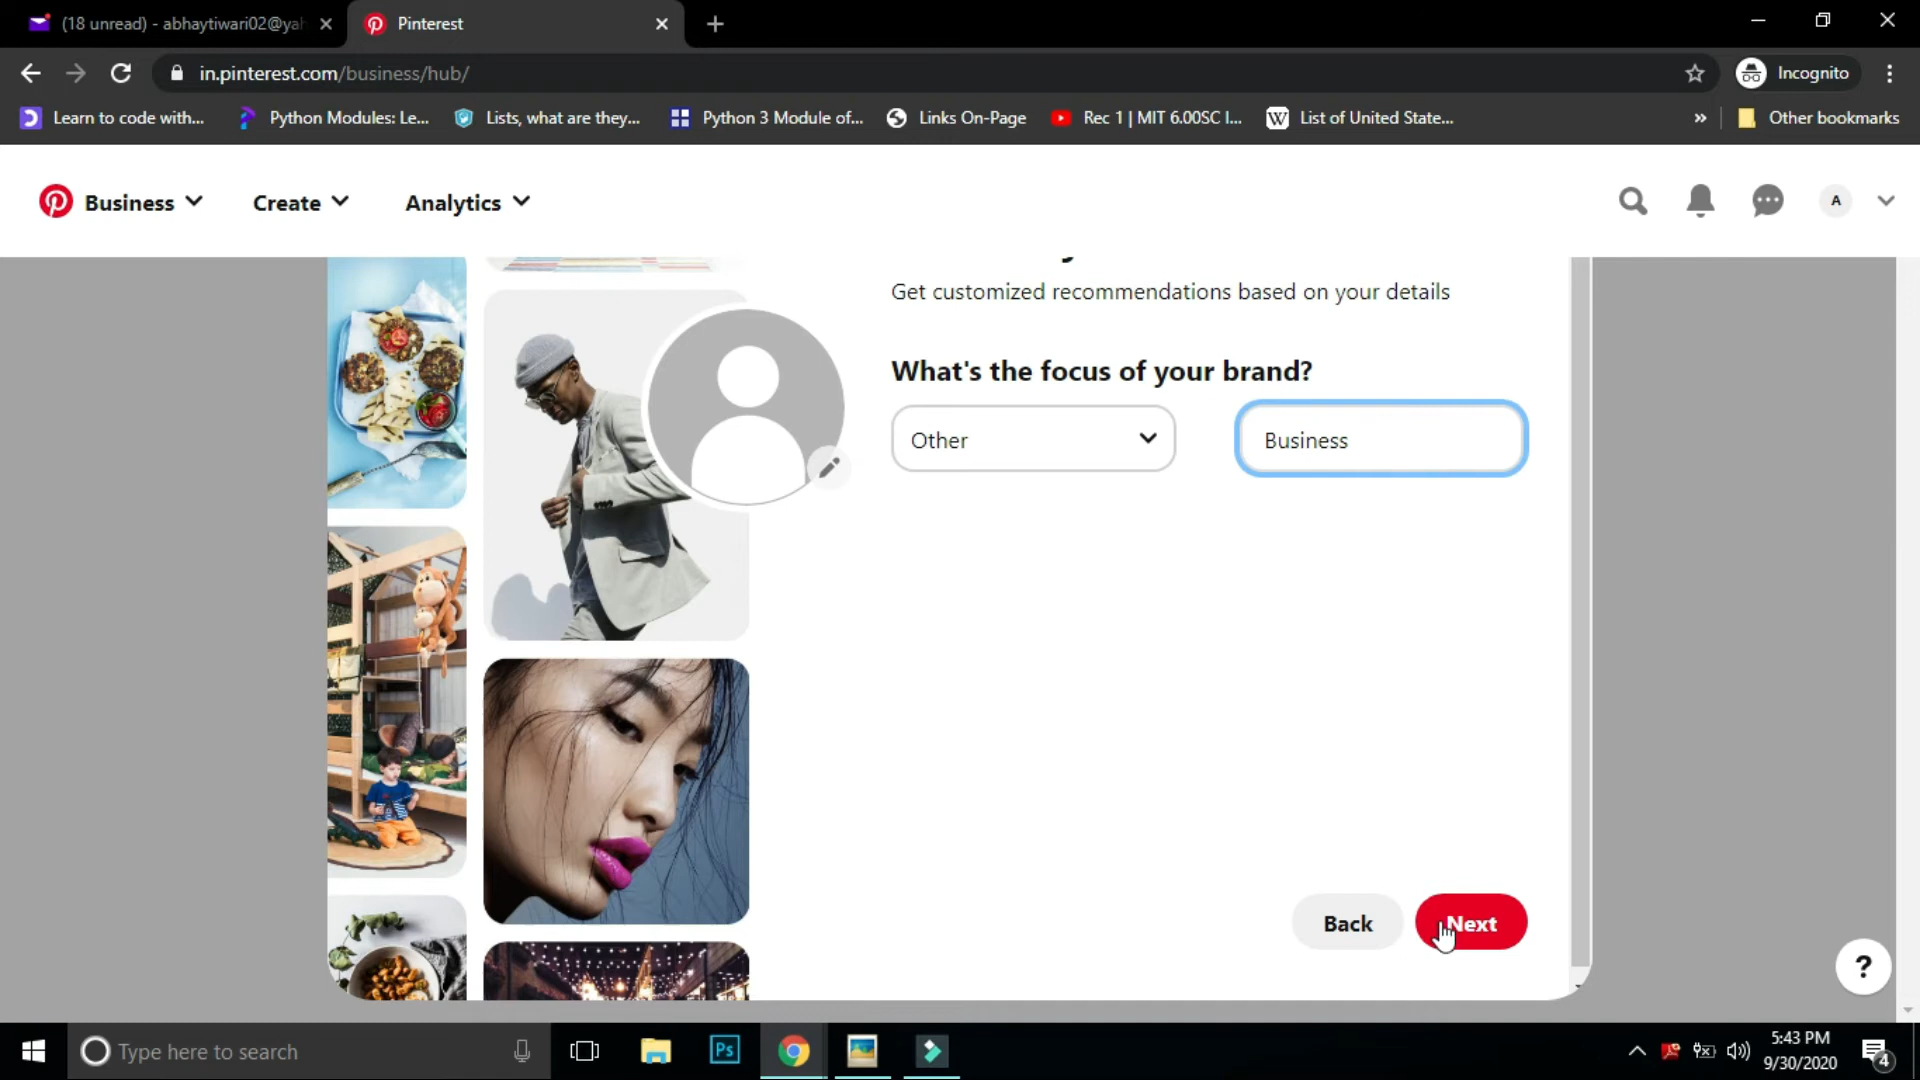 (18 unread) - abhaytiwari02@yah
Pinterest
in.pinterest.com/business/hub/
Incognito
Learn to code with...
Python Modules: Le...
Lists, what are they,...
Python 3 Module of...
Links On-Page
Rec 1 | MIT 6.00SC I...
List of United State...
»
Other bookmarks
Business
Create
Analytics
A
Get customized recommendations based on your details
What's the focus of your brand?
Other
Business
Back
Next
?
Type here to search
Ps
5:43 PM
9/30/2020
4